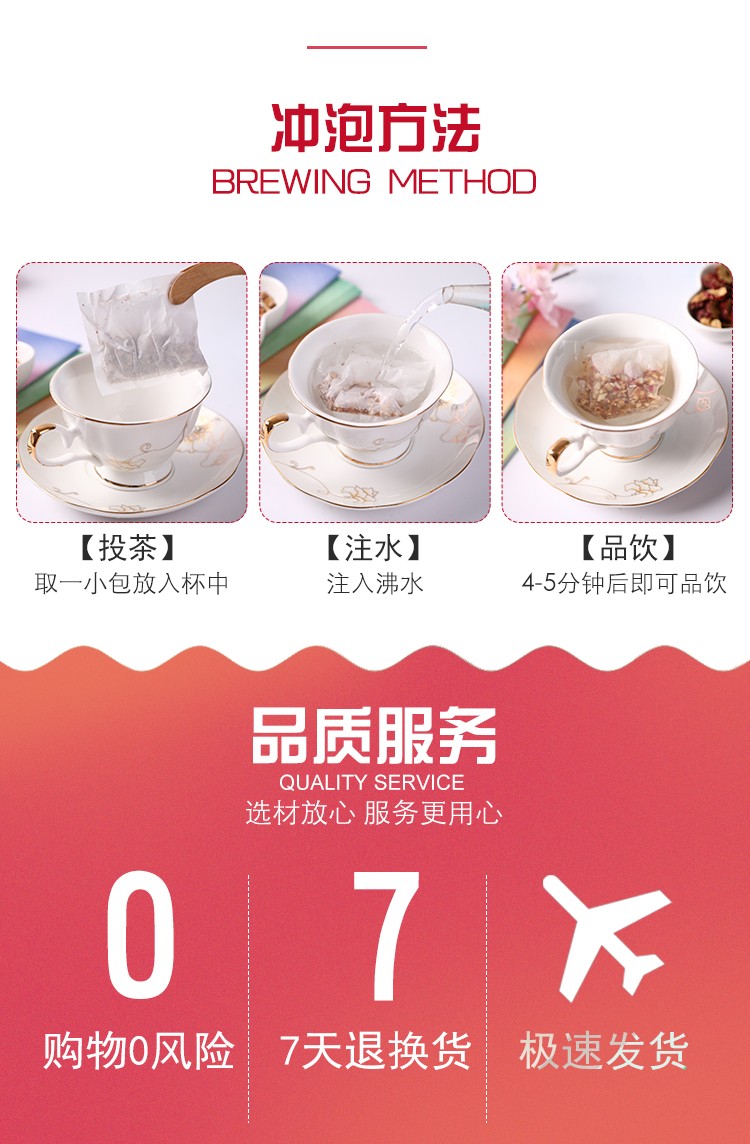 冲泡方法
BREWING METHOD
【投茶】
取一小包放入杯中
【注水】
注入沸水
【品饮】
4-5分钟后即可品饮
品质服务
QUALITY SERVICE
选材放心 服务更用心
0
购物0风险
7
7天退换货
极速发货